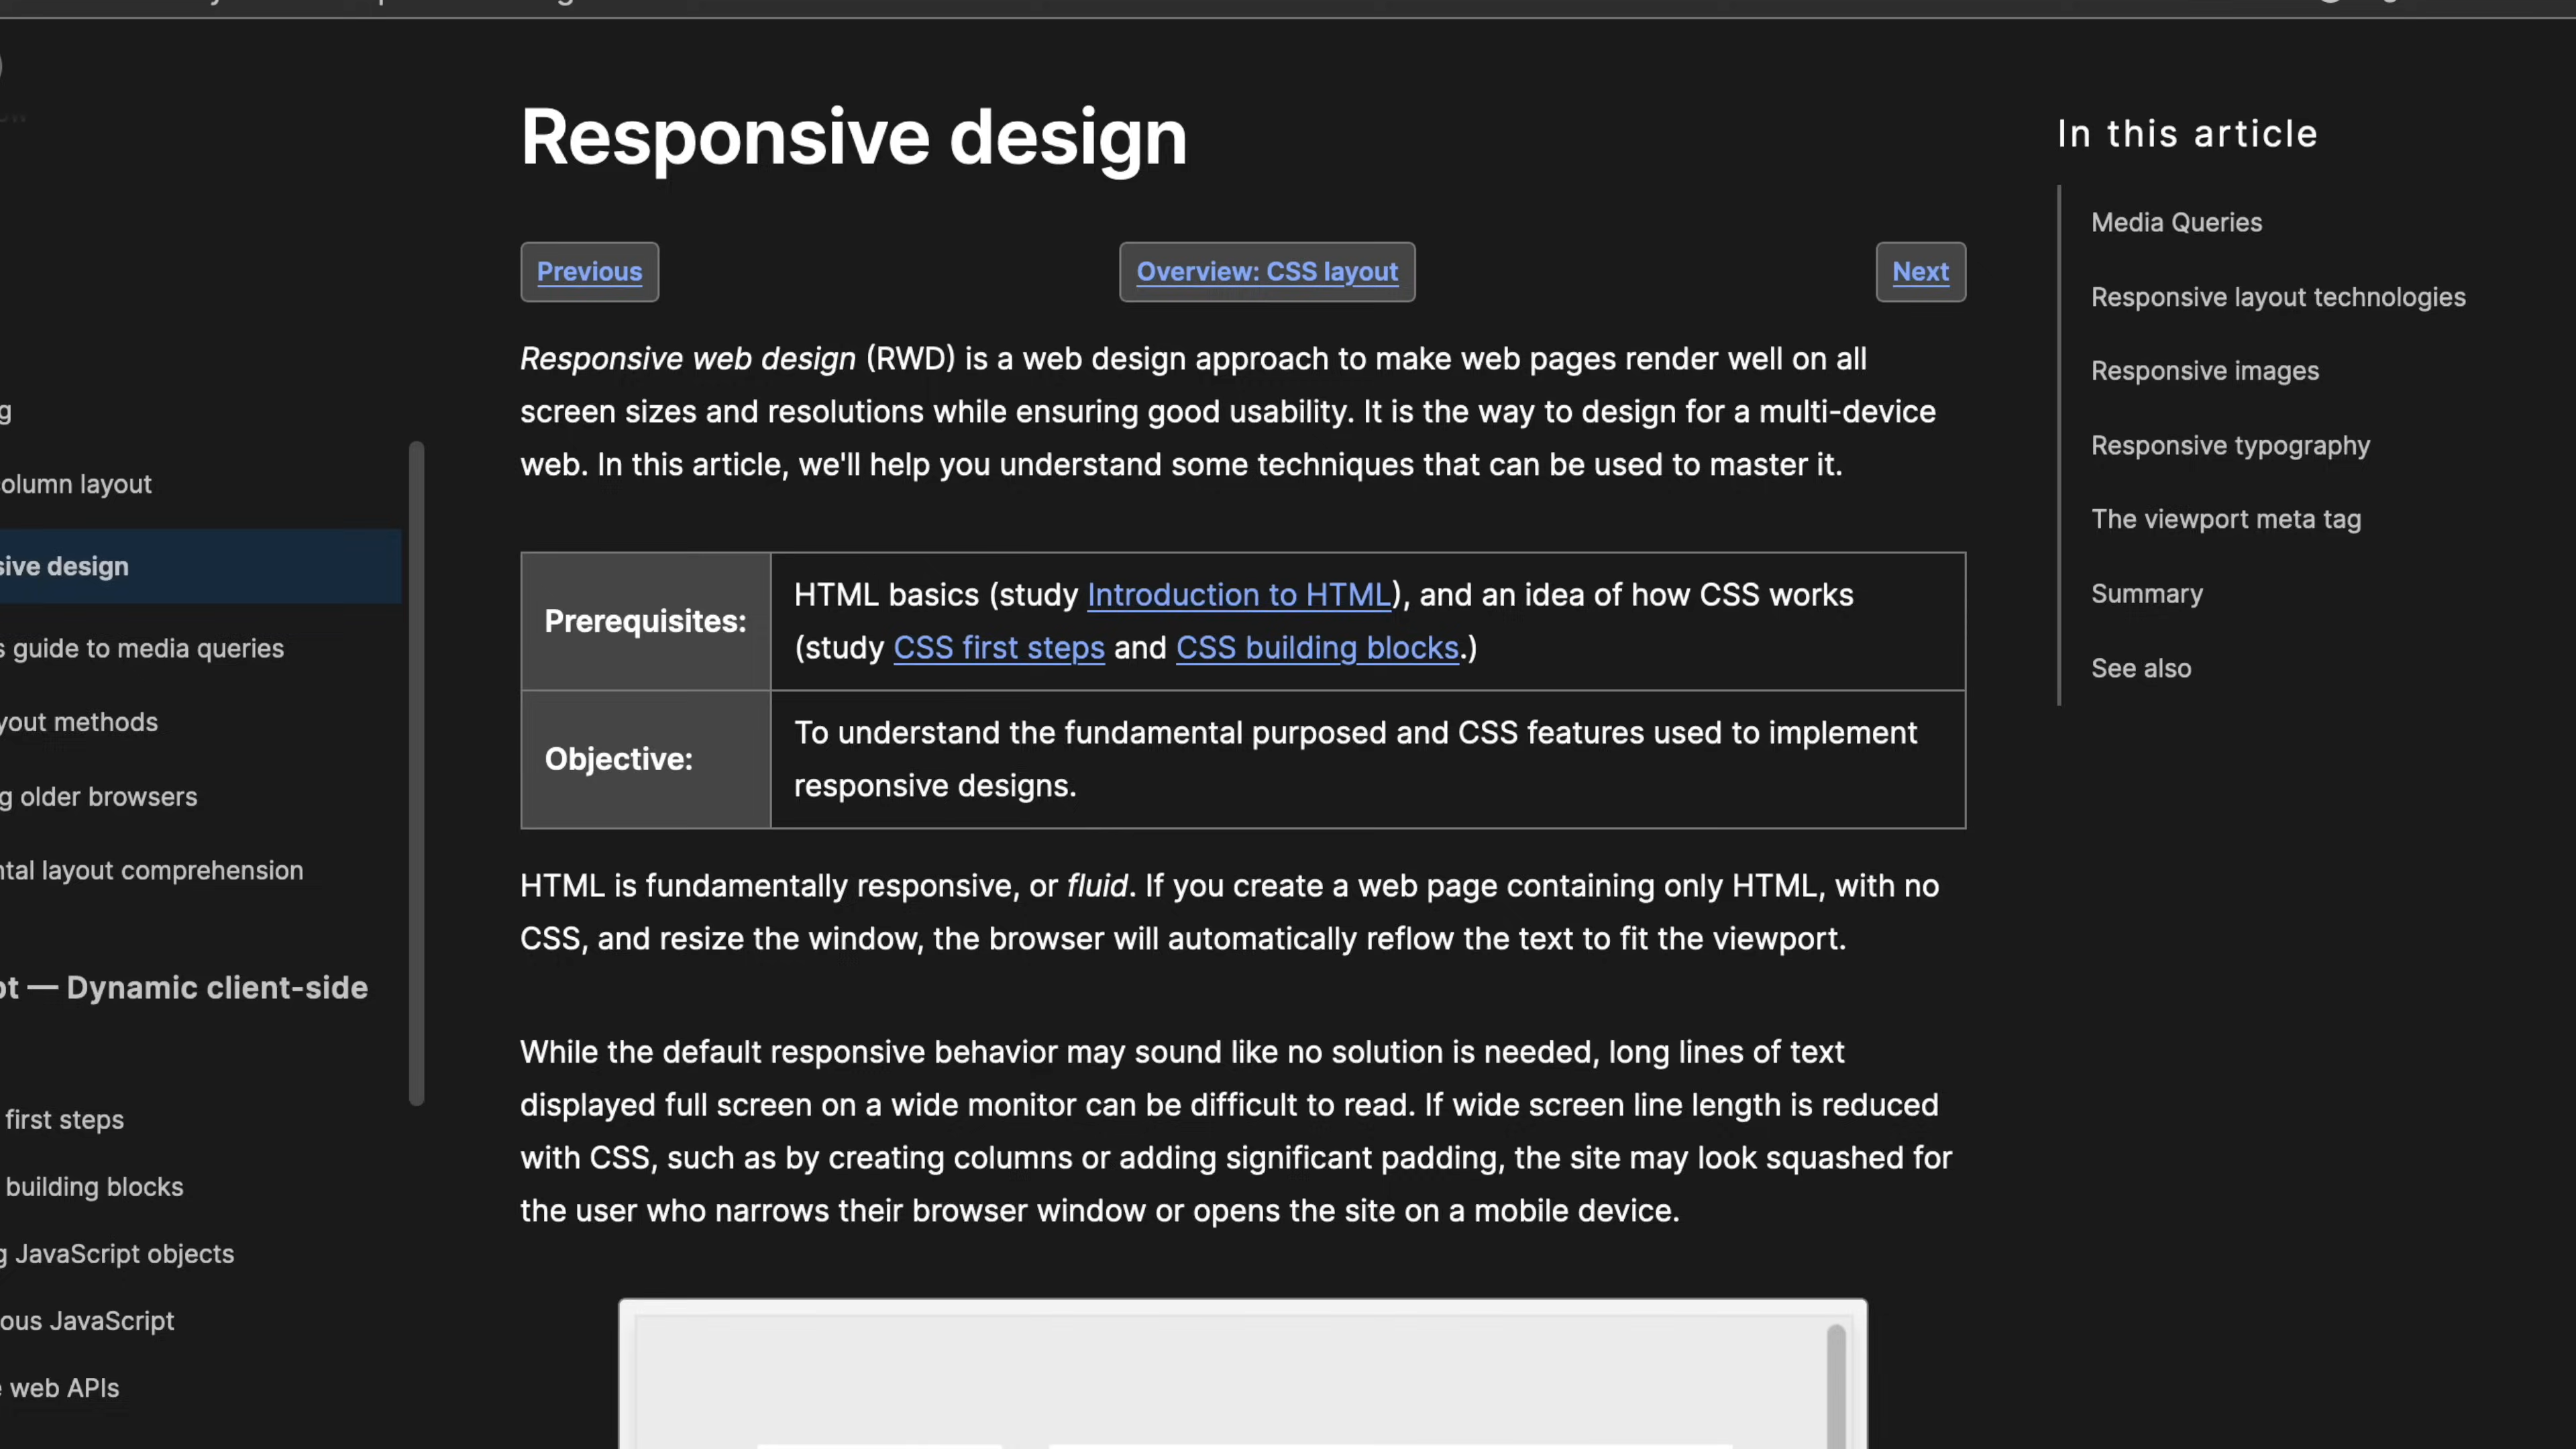 Responsive design
Previous
Overview: CSS layout
Next
Responsive web design (RWD) is a web design approach to make web pages render well on all
screen sizes and resolutions while ensuring good usability. It is the way to design for a multi-device
web. In this article, we'll help you understand some techniques that can be used to master it.
Prerequisites:
HTML basics (study Introduction to HTML), and an idea of how CSS works
(study CSS first steps and CSS building blocks.)
Objective:
To understand the fundamental purposed and CSS features used to implement
responsive designs.
HTML is fundamentally responsive, or fluid. If you create a web page containing only HTML, with no
CSS, and resize the window, the browser will automatically reflow the text to fit the viewport.
While the default responsive behavior may sound like no solution is needed, long lines of text
displayed full screen on a wide monitor can be difficult to read. If wide screen line length is reduced
with CSS, such as by creating columns or adding significant padding, the site may look squashed for
the user who narrows their browser window or opens the site on a mobile device.
In this article
Media Queries
Responsive layout technologies
Responsive images
Responsive typography
The viewport meta tag
Summary
See also
g
olumn layout
sive design
s guide to media queries
yout methods
g older browsers
ntal layout comprehension
pt — Dynamic client-side
first steps
building blocks
g JavaScript objects
ous JavaScript
e web APIs